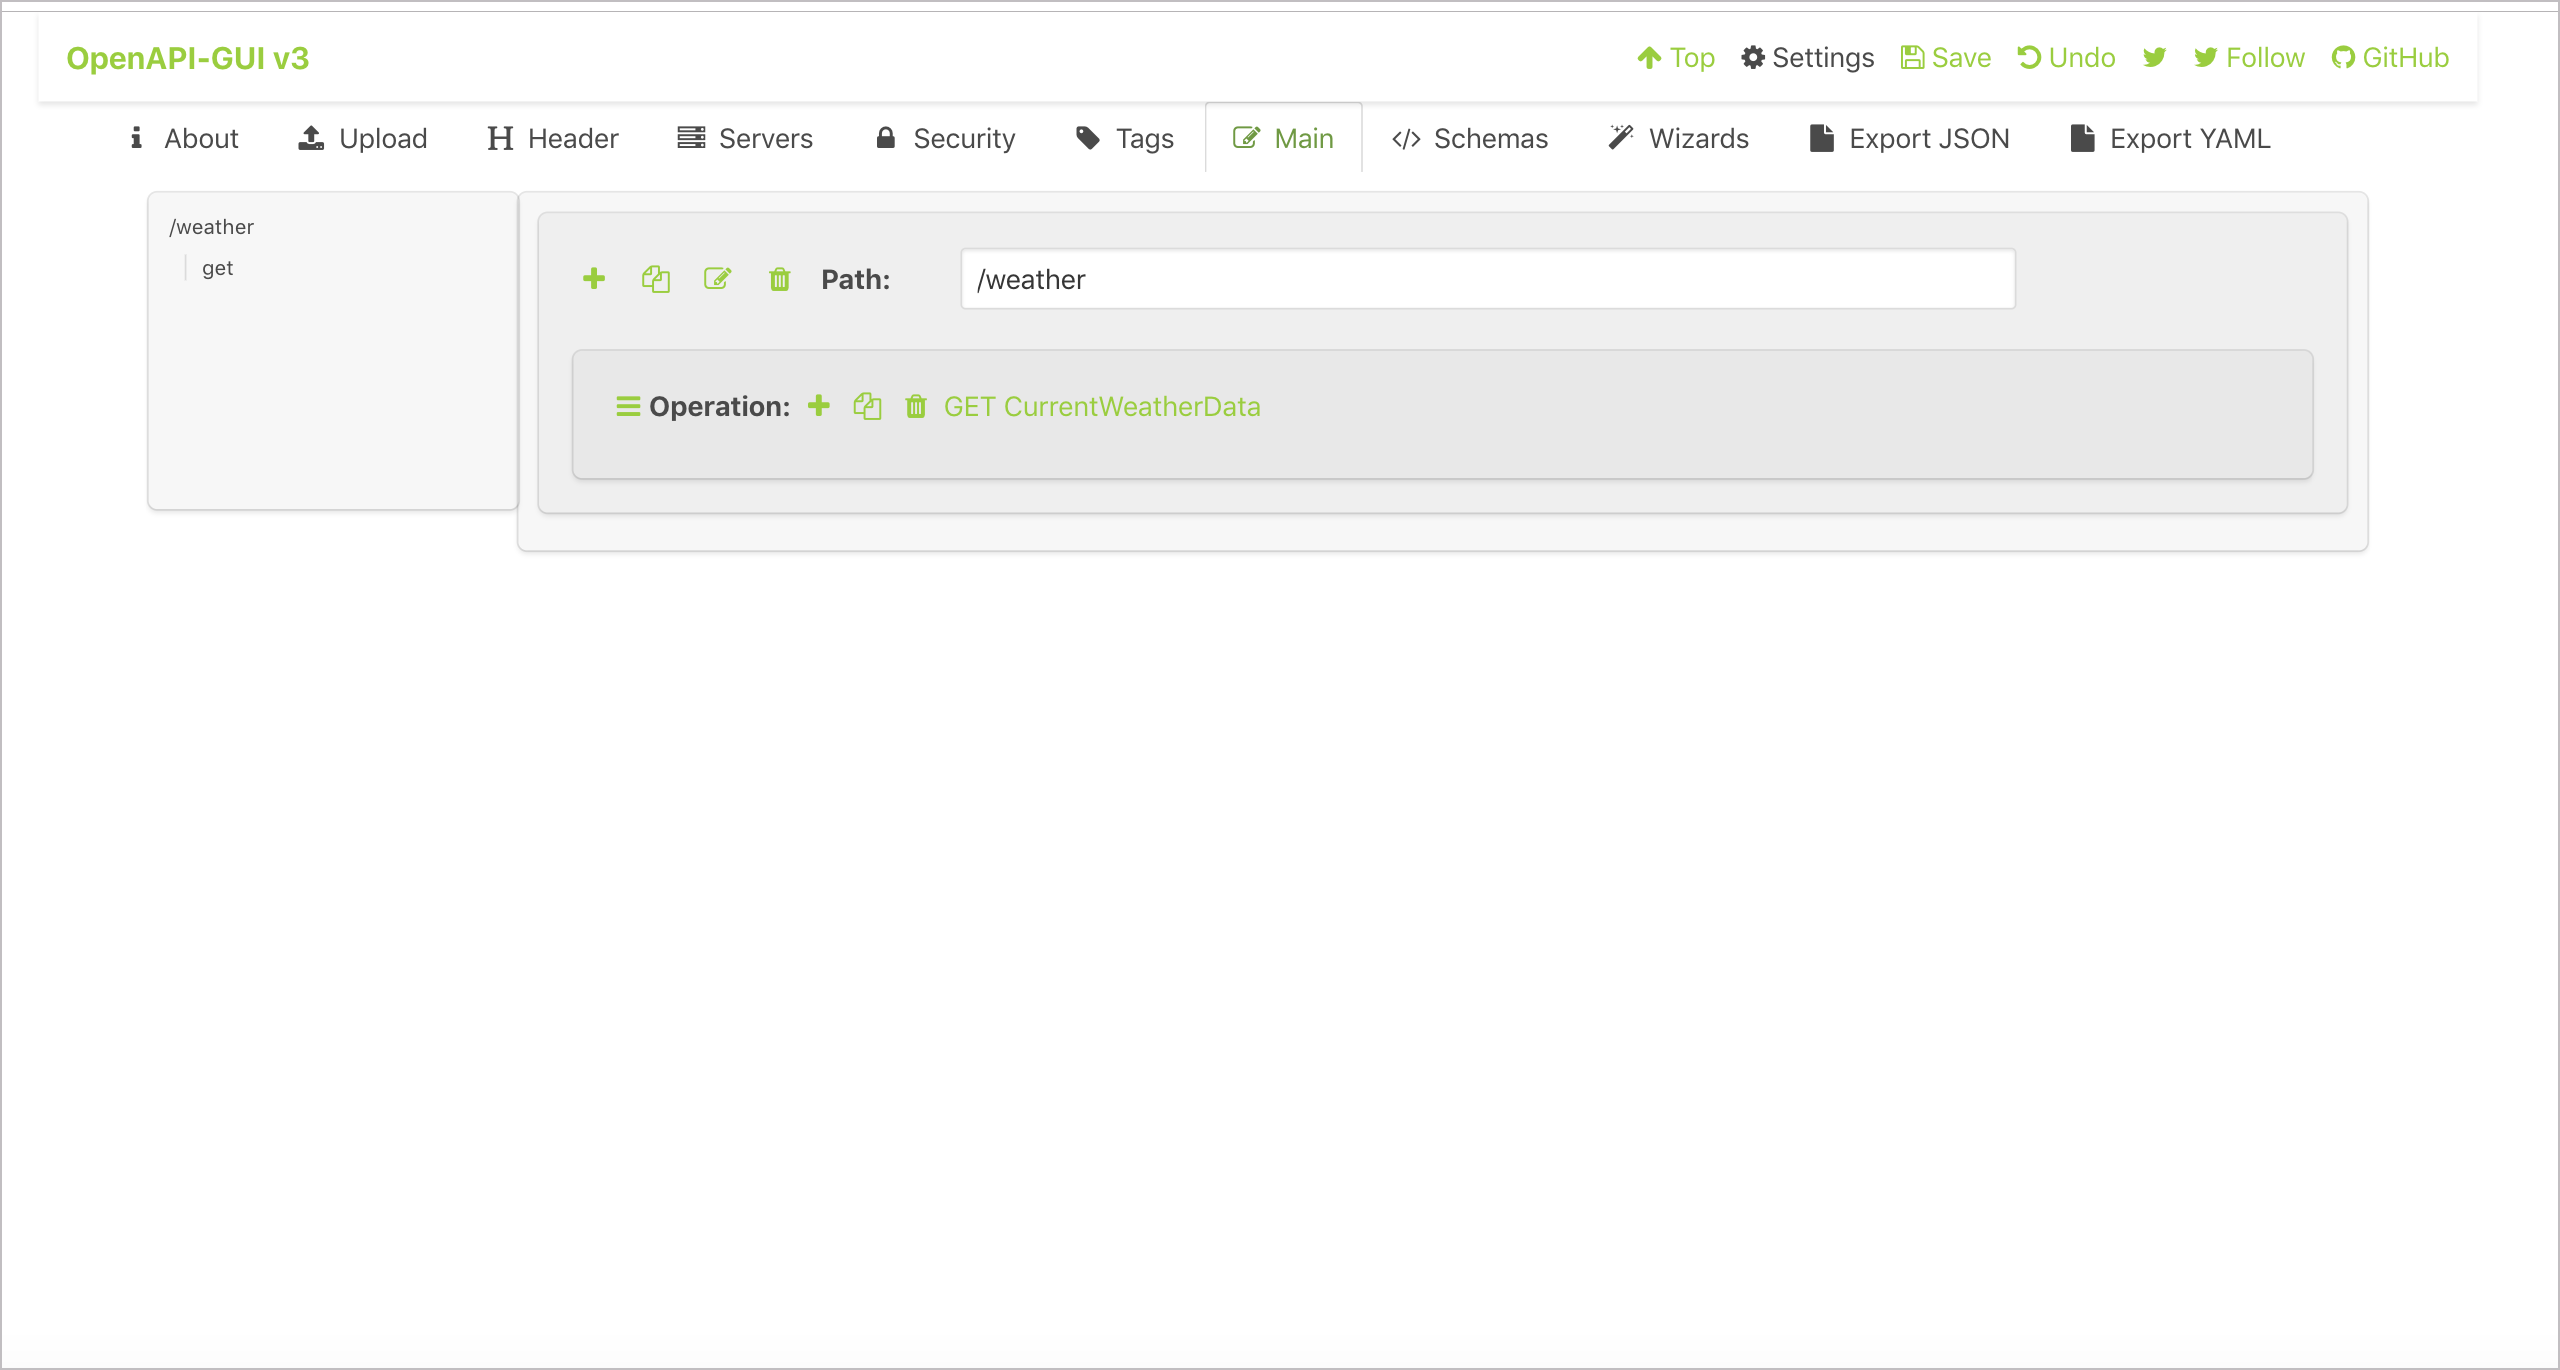 OpenAPI-GUI v3
Top Settings Save Undo Follow GitHub
About Upload Header Servers Security Tags Main Schemas Wizards Export JSON Export YAML
/weather
get
Path: /weather
Operation: GET CurrentWeatherData